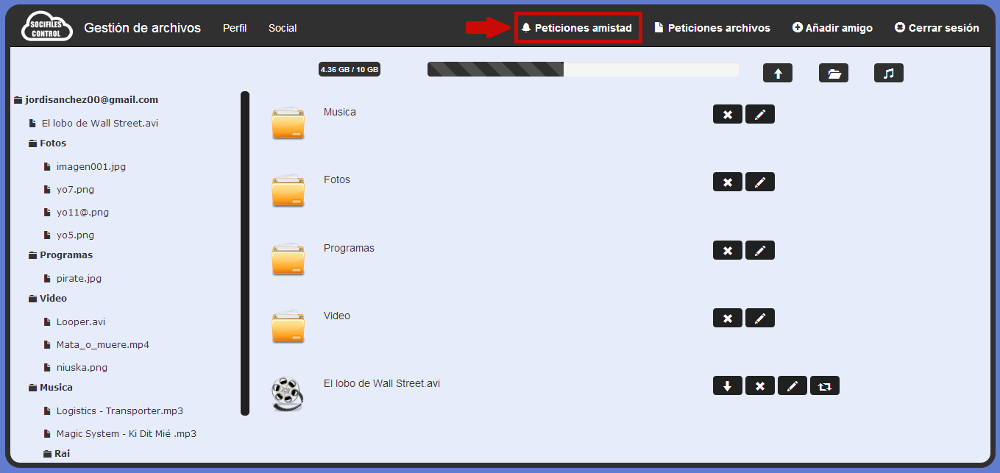 SOCIFILES
CONTROL
Gestión de archivos
Perfil
Social
Peticiones amistad
Peticiones archivos
Añadir amigo
Cerrar sesión
4.36 GB / 10 GB
jordisanchez00@gmail.com
El lobo de Wall Street.avi
Fotos
imagen001.jpg
yo7.png
yo11@.png
yo5.png
Programas
pirate.jpg
Video
Looper.avi
Mata_o_muere.mp4
niuska.png
Musica
Logistics - Transporter.mp3
Magic System - Ki Dit Mié .mp3
Rai
Musica
Fotos
Programas
Video
El lobo de Wall Street.avi